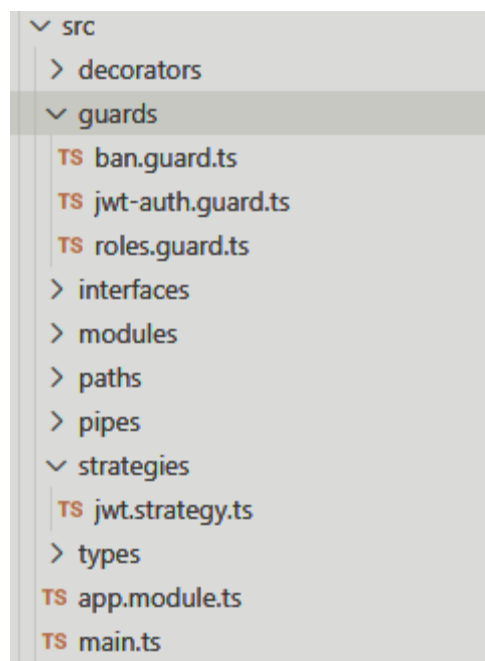 src
decorators
guards
TS ban.guard.ts
TS jwt-auth.guard.ts
TS roles.guard.ts
interfaces
modules
paths
pipes
strategies
TS jwt.strategy.ts
types
TS app.module.ts
TS main.ts